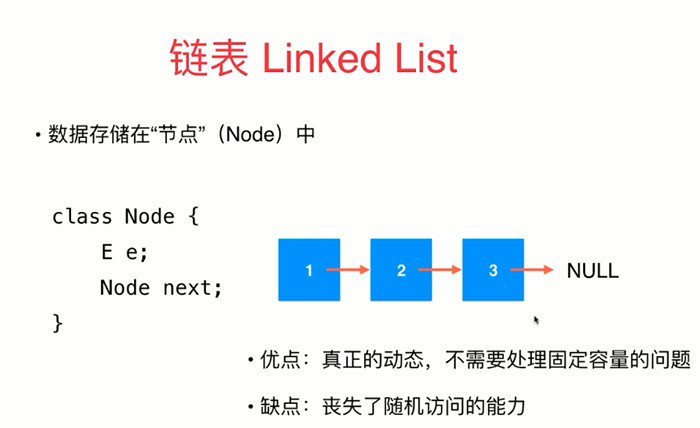 链表 Linked List
• 数据存储在“节点”（Node）中
class Node {
E e;
Node next;
}
1 2 3 NULL
• 优点：真正的动态，不需要处理固定容量的问题
• 缺点：丧失了随机访问的能力